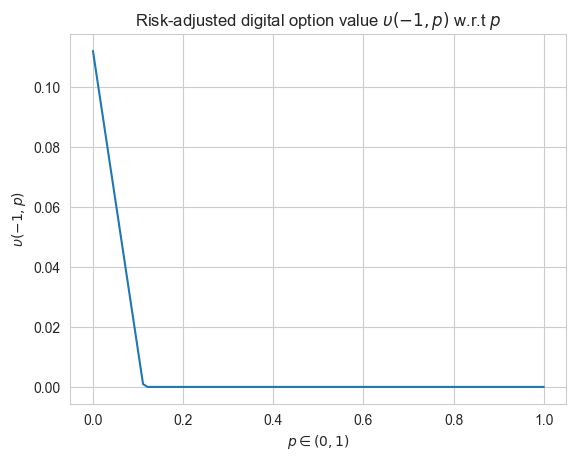 Risk-adjusted digital option value υ(−1, p) w.r.t p
υ(−1, p)
0.10
0.08
0.06
0.04
0.02
0.00
0.0 0.2 0.4 0.6 0.8 1.0
p ∈ (0, 1)